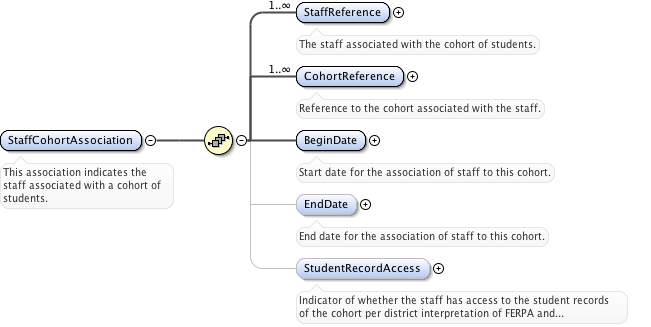 1..∞
StaffReference
The staff associated with the cohort of students.
1..∞
CohortReference
Reference to the cohort associated with the staff.
StaffCohortAssociation
This association indicates the
staff associated with a cohort of
students.
BeginDate
Start date for the association of staff to this cohort.
EndDate
End date for the association of staff to this cohort.
StudentRecordAccess
Indicator of whether the staff has access to the student records
of the cohort per district interpretation of FERPA and...